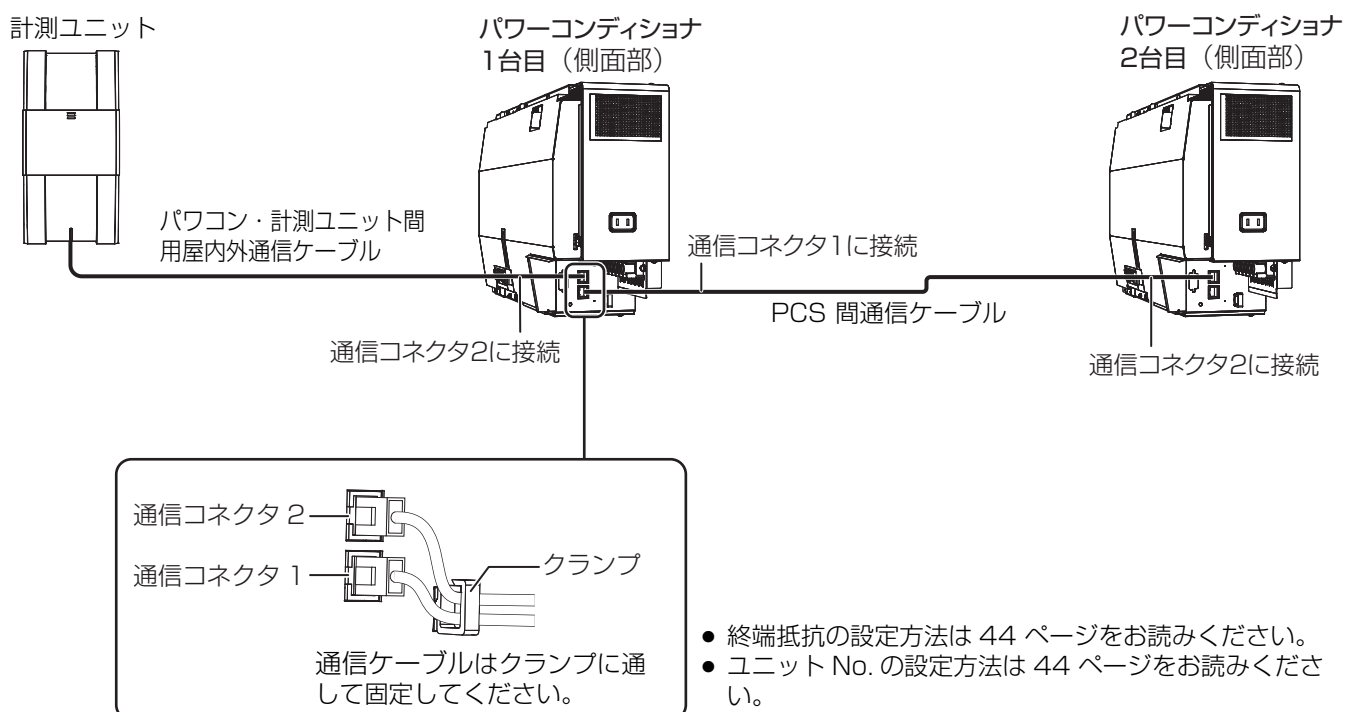 計測ユニット
パワーコンディショナ
1台目（側面部）
パワーコンディショナ
2台目（側面部）
パワコン・計測ユニット間
用屋内外通信ケーブル
通信コネクタ1に接続
PCS 間通信ケーブル
通信コネクタ2に接続
通信コネクタ2に接続
通信コネクタ 2
通信コネクタ 1
クランプ
通信ケーブルはクランプに通
して固定してください。
● 終端抵抗の設定方法は 44 ページをお読みください。
● ユニット No. の設定方法は 44 ページをお読みくださ
い。